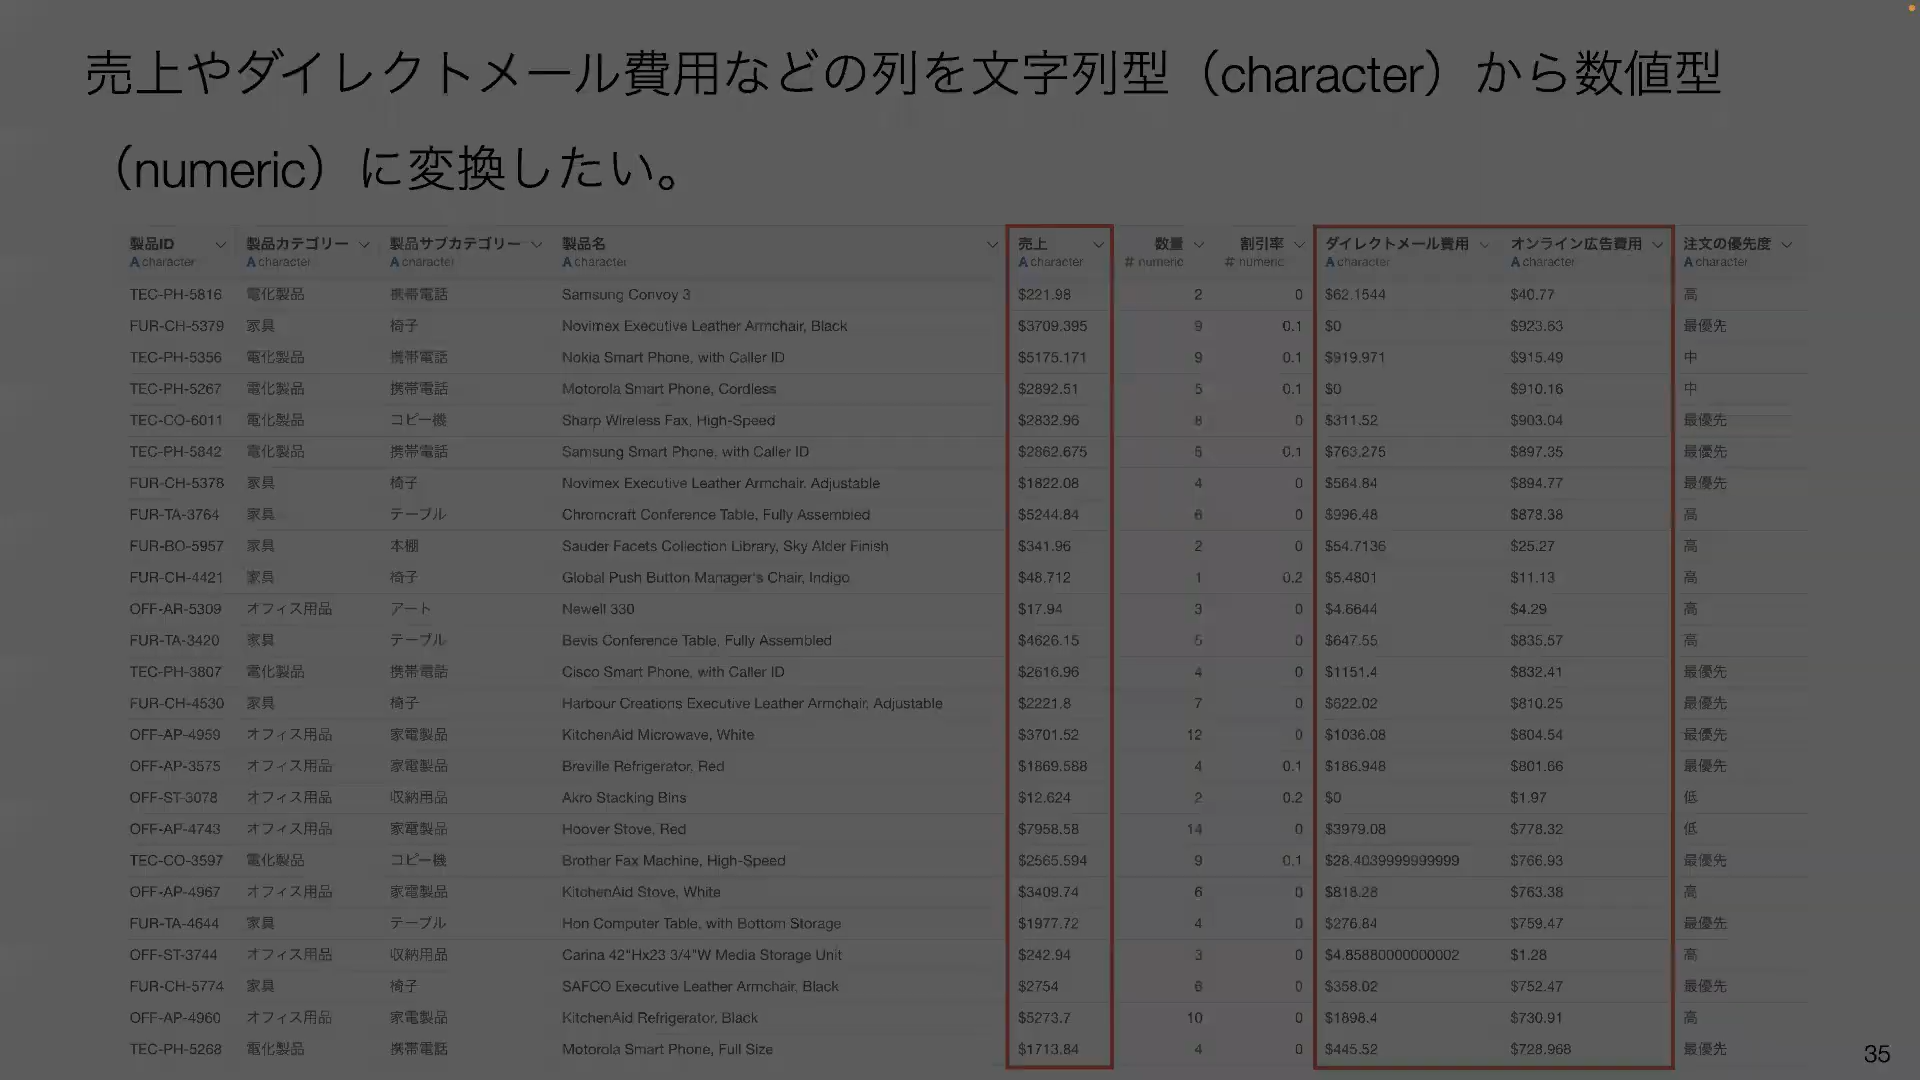 売上やダイレクトメール費用などの列を文字列型（character）から数値型
（numeric）に変換したい。
製品ID 製品カテゴリー 製品サブカテゴリー 製品名 売上 数量 割引率 ダイレクトメール費用 オンライン広告費用 注文の優先度
A character A character A character A character A character # numeric # numeric A character A character A character
TEC-PH-5816 電化製品 携帯電話 Samsung Convoy 3 $221.98 2 0 $62.1544 $40.77 高
FUR-CH-5379 家具 椅子 Novimex Executive Leather Armchair, Black $3709.395 9 0.1 $0 $923.63 最優先
TEC-PH-5356 電化製品 携帯電話 Nokia Smart Phone, with Caller ID $5175.171 9 0.1 $919.971 $915.49 中
TEC-PH-5267 電化製品 携帯電話 Motorola Smart Phone, Cordless $2892.51 5 0.1 $0 $910.16 中
TEC-CO-6011 電化製品 コピー機 Sharp Wireless Fax, High-Speed $2832.96 8 0 $311.52 $903.04 最優先
TEC-PH-5842 電化製品 携帯電話 Samsung Smart Phone, with Caller ID $2862.675 5 0.1 $763.275 $897.35 最優先
FUR-CH-5378 家具 椅子 Novimex Executive Leather Armchair, Adjustable $1822.08 4 0 $564.84 $894.77 最優先
FUR-TA-3764 家具 テーブル Chromcraft Conference Table, Fully Assembled $5244.84 6 0 $996.48 $878.38 高
FUR-BO-5957 家具 本棚 Sauder Facets Collection Library, Sky Alder Finish $341.96 2 0 $54.7136 $25.27 高
FUR-CH-4421 家具 椅子 Global Push Button Manager's Chair, Indigo $48.712 1 0.2 $5.4801 $11.13 高
OFF-AR-5309 オフィス用品 アート Newell 330 $17.94 3 0 $4.6644 $4.29 高
FUR-TA-3420 家具 テーブル Bevis Conference Table, Fully Assembled $4626.15 5 0 $647.55 $835.57 高
TEC-PH-3807 電化製品 携帯電話 Cisco Smart Phone, with Caller ID $2616.96 4 0 $1151.4 $832.41 最優先
FUR-CH-4530 家具 椅子 Harbour Creations Executive Leather Armchair, Adjustable $2221.8 7 0 $622.02 $810.25 最優先
OFF-AP-4959 オフィス用品 家電製品 KitchenAid Microwave, White $3701.52 12 0 $1036.08 $804.54 最優先
OFF-AP-3575 オフィス用品 家電製品 Breville Refrigerator, Red $1869.588 4 0.1 $186.948 $801.66 最優先
OFF-ST-3078 オフィス用品 収納用品 Akro Stacking Bins $12.624 2 0.2 $0 $1.97 低
OFF-AP-4743 オフィス用品 家電製品 Hoover Stove, Red $7958.58 14 0 $3979.08 $778.32 低
TEC-CO-3597 電化製品 コピー機 Brother Fax Machine, High-Speed $2565.594 9 0.1 $28.4039999999999 $766.93 最優先
OFF-AP-4967 オフィス用品 家電製品 KitchenAid Stove, White $3409.74 6 0 $818.28 $763.38 高
FUR-TA-4644 家具 テーブル Hon Computer Table, with Bottom Storage $1977.72 4 0 $276.84 $759.47 最優先
OFF-ST-3744 オフィス用品 収納用品 Carina 42"Hx23 3/4"W Media Storage Unit $242.94 3 0 $4.85880000000002 $1.28 高
FUR-CH-5774 家具 椅子 SAFCO Executive Leather Armchair, Black $2754 6 0 $358.02 $752.47 最優先
OFF-AP-4960 オフィス用品 家電製品 KitchenAid Refrigerator, Black $5273.7 10 0 $1898.4 $730.91 高
TEC-PH-5268 電化製品 携帯電話 Motorola Smart Phone, Full Size $1713.84 4 0 $445.52 $728.968 最優先
35